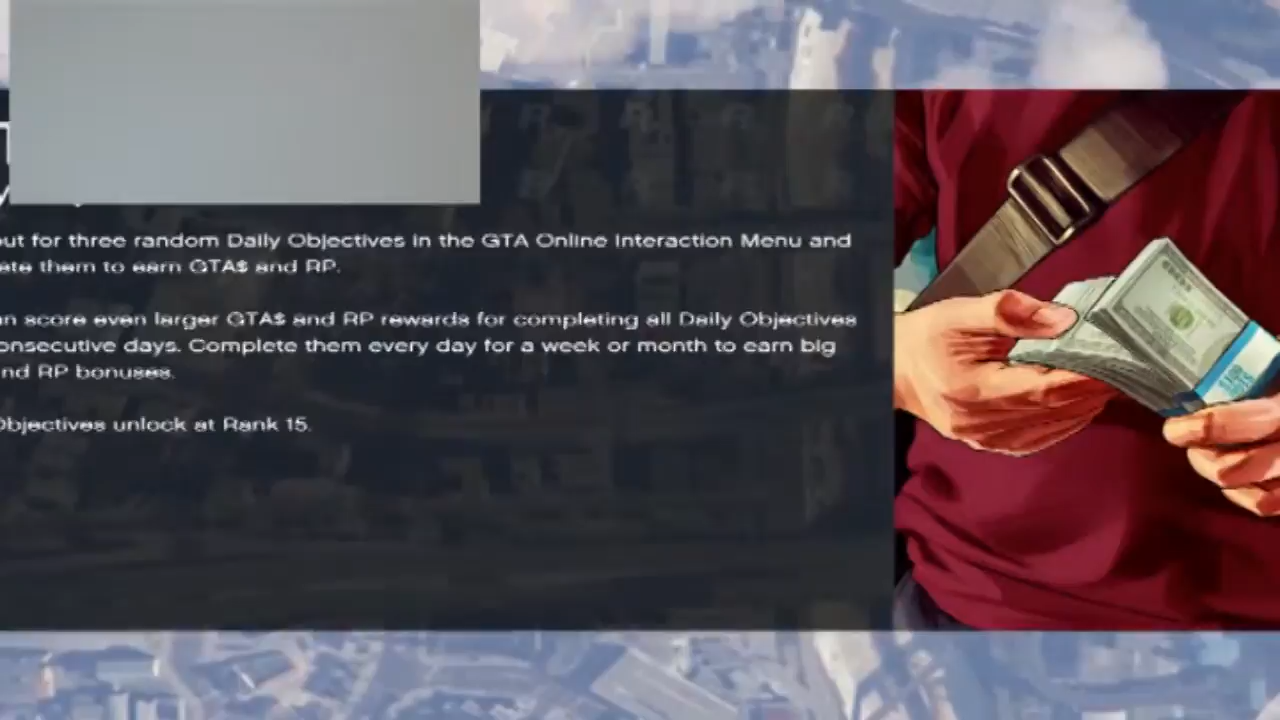 out for three random Daily Objectives in the GTA Online Interaction Menu and
ete them to earn GTA$ and RP.
an score even larger GTA$ and RP rewards for completing all Daily Objectives
onsecutive days. Complete them every day for a week or month to earn big
nd RP bonuses.
Objectives unlock at Rank 15.